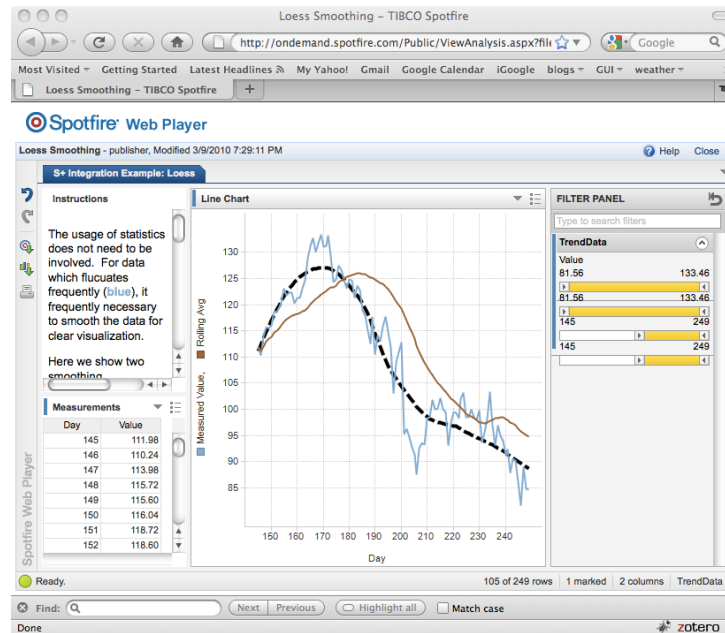 Loess Smoothing – TIBCO Spotfire
http://ondemand.spotfire.com/Public/ViewAnalysis.aspx?file
Google
Most Visited Getting Started Latest Headlines My Yahoo! Gmail Google Calendar iGoogle blogs GUI weather
Loess Smoothing – TIBCO Spotfire +
Spotfire Web Player
Loess Smoothing - publisher, Modified 3/9/2010 7:29:11 PM Help Close
S+ Integration Example: Loess
Instructions
The usage of statistics
does not need to be
involved. For data
which flucuates
frequently (blue), it
frequently necessary
to smooth the data for
clear visualization.
Here we show two
smoothing
Measurements
Day Value
145 111.98
146 110.24
147 113.98
148 115.72
149 115.60
150 116.04
151 118.72
152 118.60
Spotfire Web Player
Line Chart
Measured Value, Rolling Avg
130
125
120
115
110
105
100
95
90
85
150 160 170 180 190 200 210 220 230 240
Day
FILTER PANEL
Type to search filters
TrendData
Value
81.56 133.46
81.56 133.46
145 249
145 249
Ready. 105 of 249 rows 1 marked 2 columns TrendData
Find: Next Previous Highlight all Match case
Done zotero